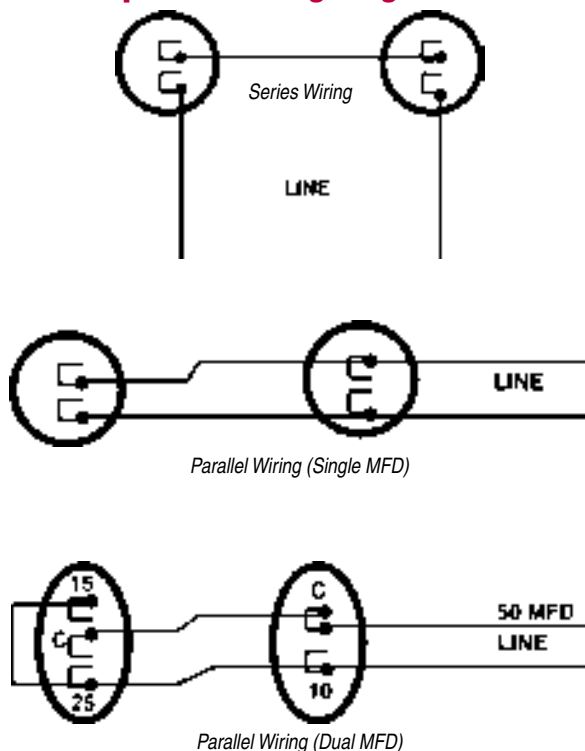 Series Wiring
LINE
LINE
Parallel Wiring (Single MFD)
15
C
25
C
10
50 MFD
LINE
Parallel Wiring (Dual MFD)